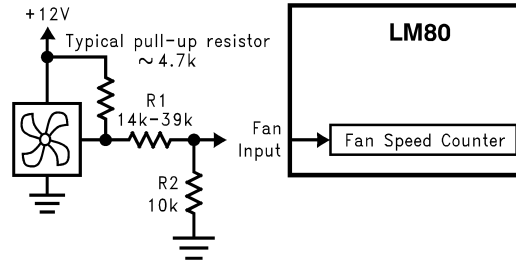 +12V
Typical pull-up resistor
~4.7k
R1
14k-39k
R2
10k
Fan
Input
LM80
Fan Speed Counter